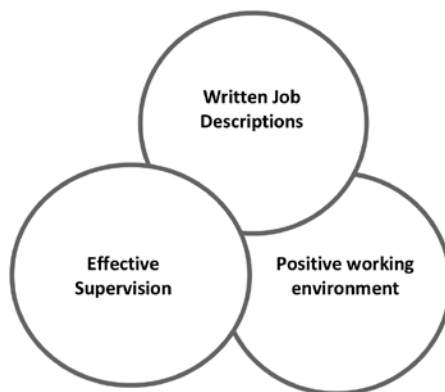 Written Job
Descriptions
Effective
Supervision
Positive working
environment